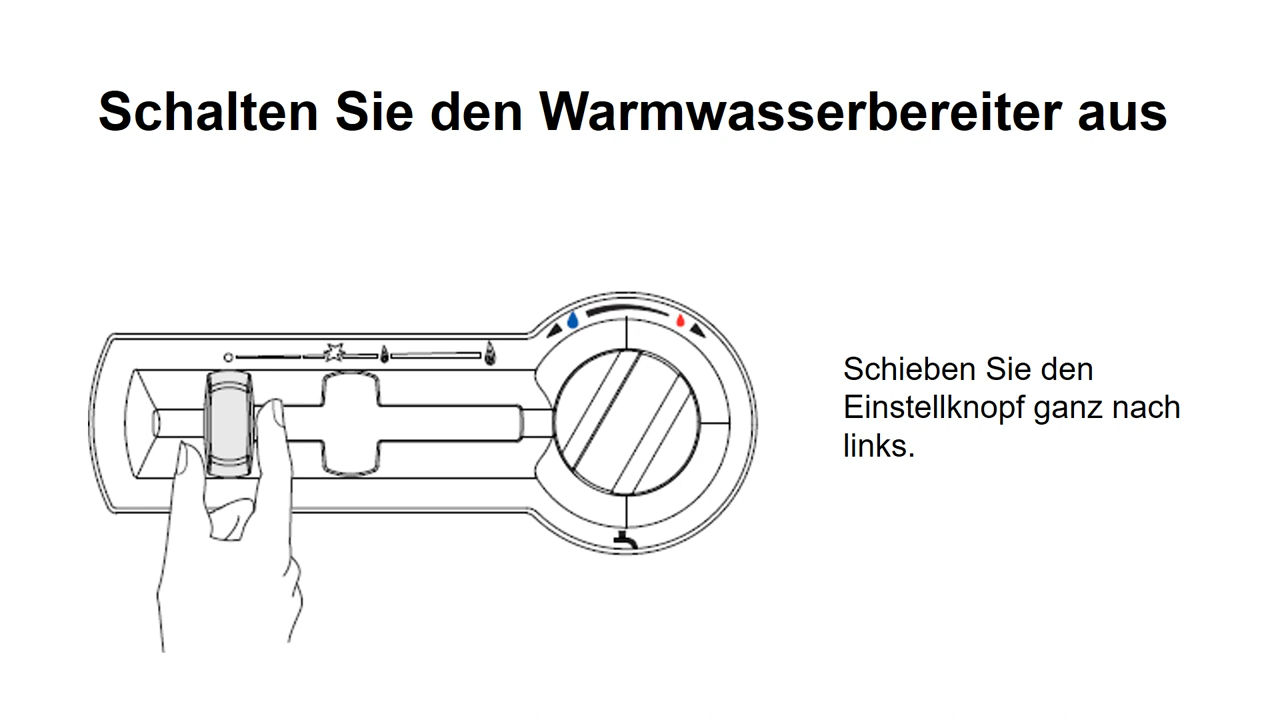 Schalten Sie den Warmwasserbereiter aus
Schieben Sie den
Einstellknopf ganz nach
links.